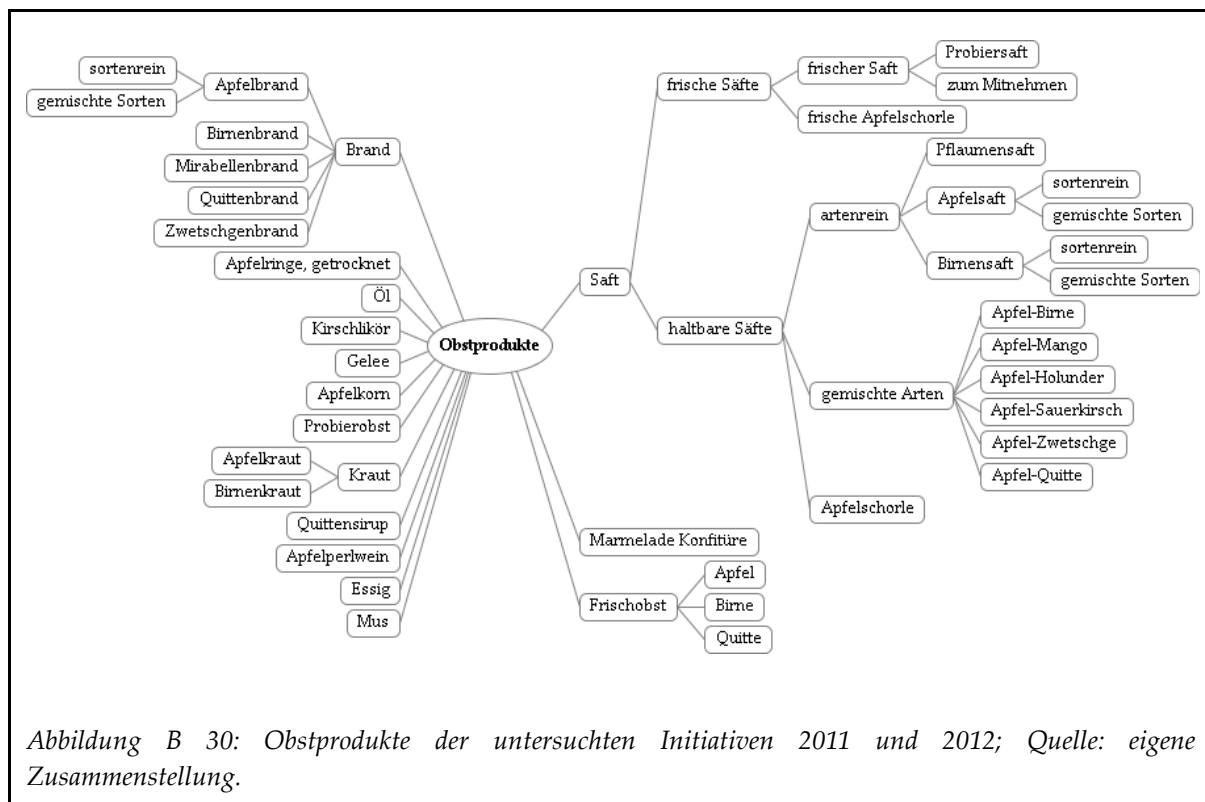 sortenrein
gemischte Sorten
Apfelbrand
Birnenbrand
Mirabellenbrand
Quittenbrand
Zwetschgenbrand
Brand
Apfelringe, getrocknet
Öl
Kirschlikör
Gelee
Apfelkorn
Probierobst
Apfelkraut
Birnenkraut
Kraut
Quittensirup
Apfelperlwein
Essig
Mus
Obstprodukte
Saft
frische Säfte
frischer Saft
Probiersaft
zum Mitnehmen
frische Apfelschorle
haltbare Säfte
artenrein
Pflaumensaft
Apfelsaft
sortenrein
gemischte Sorten
Birnensaft
sortenrein
gemischte Sorten
gemischte Arten
Apfel-Birne
Apfel-Mango
Apfel-Holunder
Apfel-Sauerkirsch
Apfel-Zwetschge
Apfel-Quitte
Apfelschorle
Marmelade Konfitüre
Frischobst
Apfel
Birne
Quitte
Abbildung B 30: Obstprodukte der untersuchten Initiativen 2011 und 2012; Quelle: eigene
Zusammenstellung.